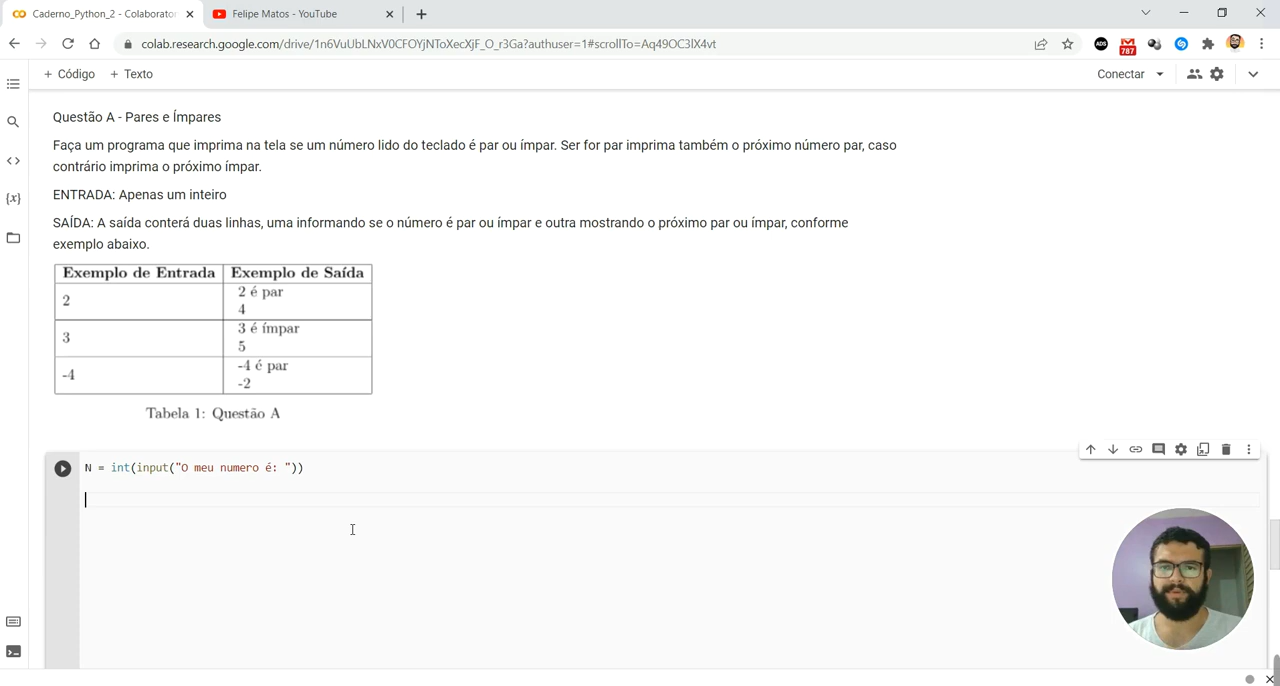 Caderno_Python_2 - Colaborator
Felipe Matos - YouTube
colab.research.google.com/drive/1n6VuUbLNxV0CFOYjNToXecXjF_O_r3Ga?authuser=1#scrollTo=Aq49OC3lX4vt
ADS
787
+ Código
+ Texto
Conectar
Questão A - Pares e Ímpares
Faça um programa que imprima na tela se um número lido do teclado é par ou ímpar. Ser for par imprima também o próximo número par, caso
contrário imprima o próximo ímpar.
ENTRADA: Apenas um inteiro
SAÍDA: A saída conterá duas linhas, uma informando se o número é par ou ímpar e outra mostrando o próximo par ou ímpar, conforme
exemplo abaixo.
Exemplo de Entrada Exemplo de Saída
2
2 é par
4
3
3 é ímpar
5
-4
-4 é par
-2
Tabela 1: Questão A
N = int(input("O meu numero é: "))